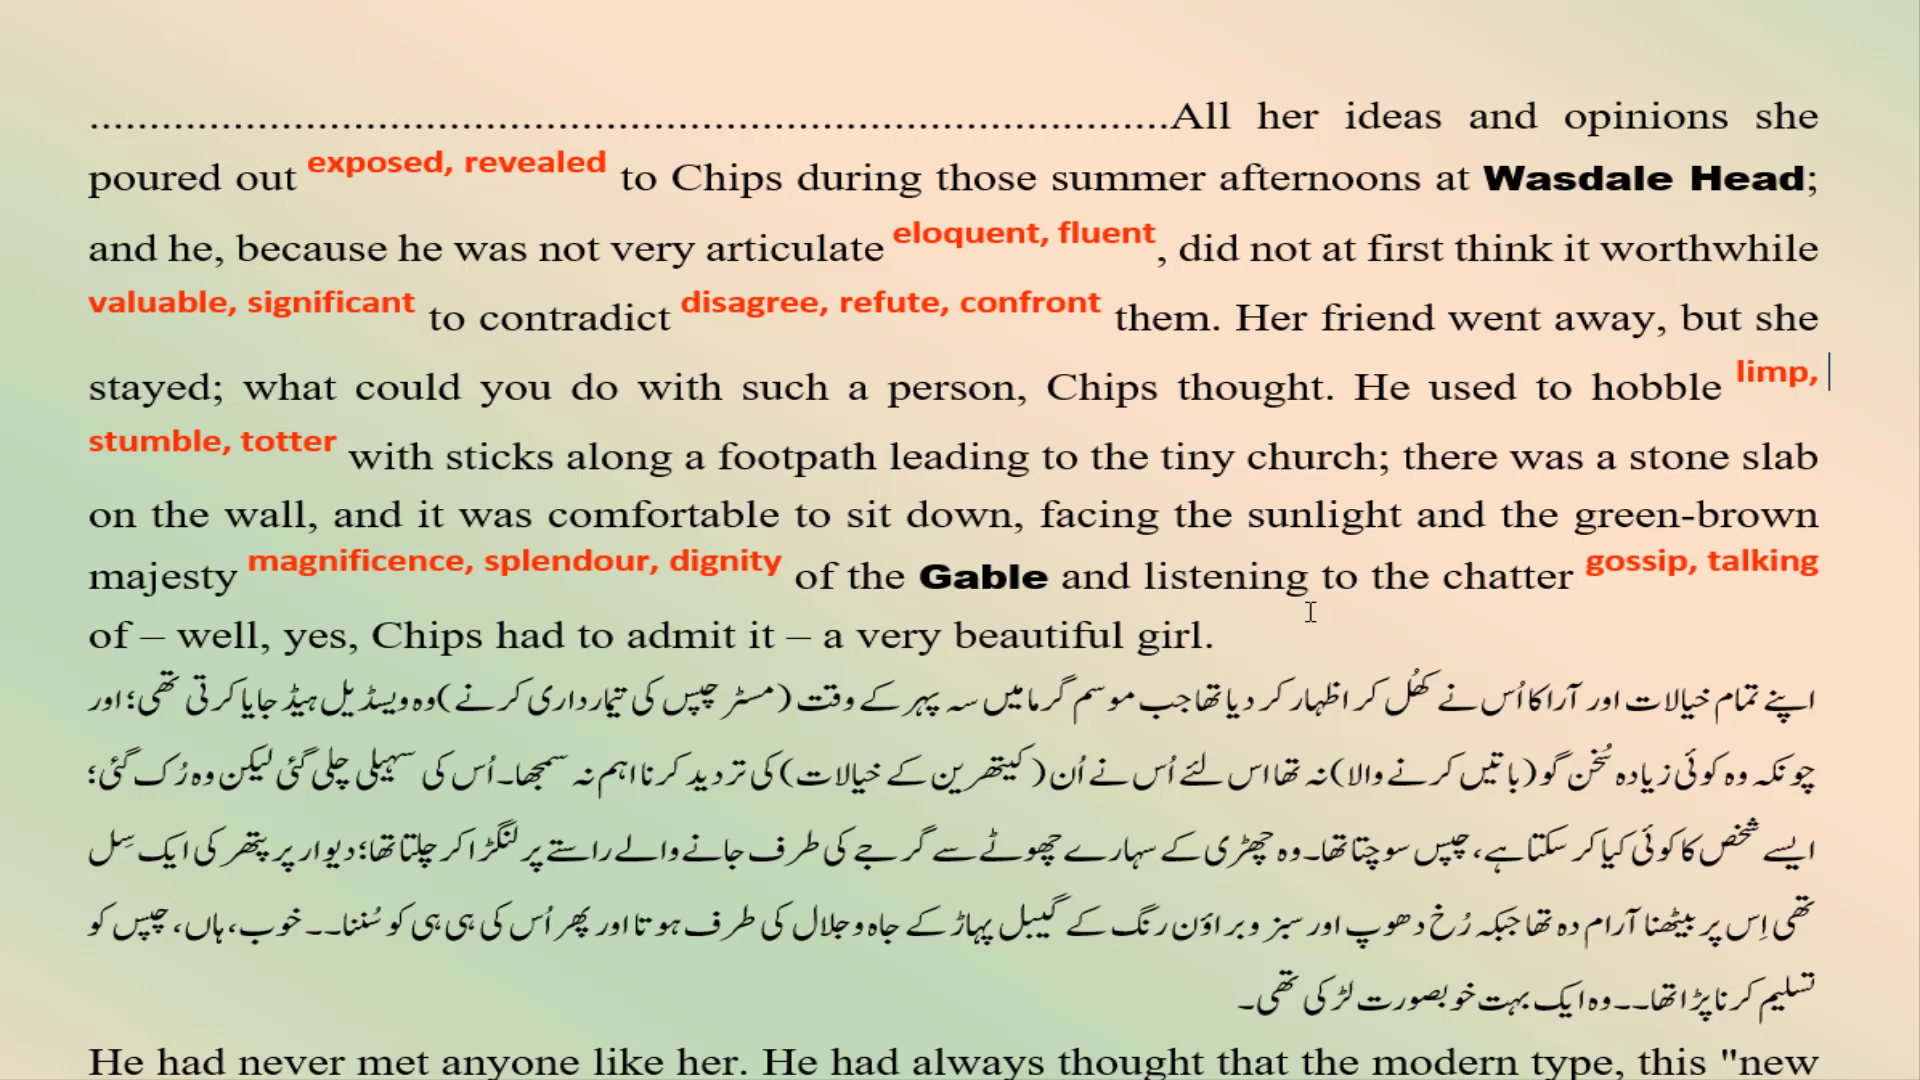 ..........................................................................................All her ideas and opinions she
poured out exposed, revealed to Chips during those summer afternoons at Wasdale Head;
and he, because he was not very articulate eloquent, fluent , did not at first think it worthwhile
valuable, significant to contradict disagree, refute, confront them. Her friend went away, but she
stayed; what could you do with such a person, Chips thought. He used to hobble limp,
stumble, totter with sticks along a footpath leading to the tiny church; there was a stone slab
on the wall, and it was comfortable to sit down, facing the sunlight and the green-brown
majesty magnificence, splendour, dignity of the Gable and listening to the chatter gossip, talking
of – well, yes, Chips had to admit it – a very beautiful girl.
اپنے تمام خیالات اور آرا کا اُس نے کھُل کر اظہار کر دیا تھا جب موسم گرما میں سہ پہر کے وقت (مسٹر چپس کی تیمارداری کرنے) وہ ویسڈیل ہیڈ جایا کرتی تھی؛ اور
چونکہ وہ کوئی زیادہ سُخن گو (باتیں کرنے والا) نہ تھا اس لئے اُس نے اُن (کیتھرین کے خیالات) کی تردید کرنا اہم نہ سمجھا۔ اُس کی سہیلی چلی گئی لیکن وہ رُک گئی؛
ایسے شخص کا کوئی کیا کر سکتا ہے، چپس سوچتا تھا۔ وہ چھڑی کے سہارے چھوٹے سے گرجے کی طرف جانے والے راستے پر لنگڑا کر چلتا تھا؛ دیوار پر پتھر کی ایک سِل
تھی اِس پر بیٹھنا آرام دہ تھا جبکہ رُخ دھوپ اور سبز و براؤن رنگ کے گیبل پہاڑ کے جاہ و جلال کی طرف ہوتا اور پھر اُس کی ہی ہی کو سُننا۔۔ خوب، ہاں، چپس کو
تسلیم کرنا پڑا تھا۔۔ وہ ایک بہت خوبصورت لڑکی تھی۔
He had never met anyone like her. He had always thought that the modern type, this "new